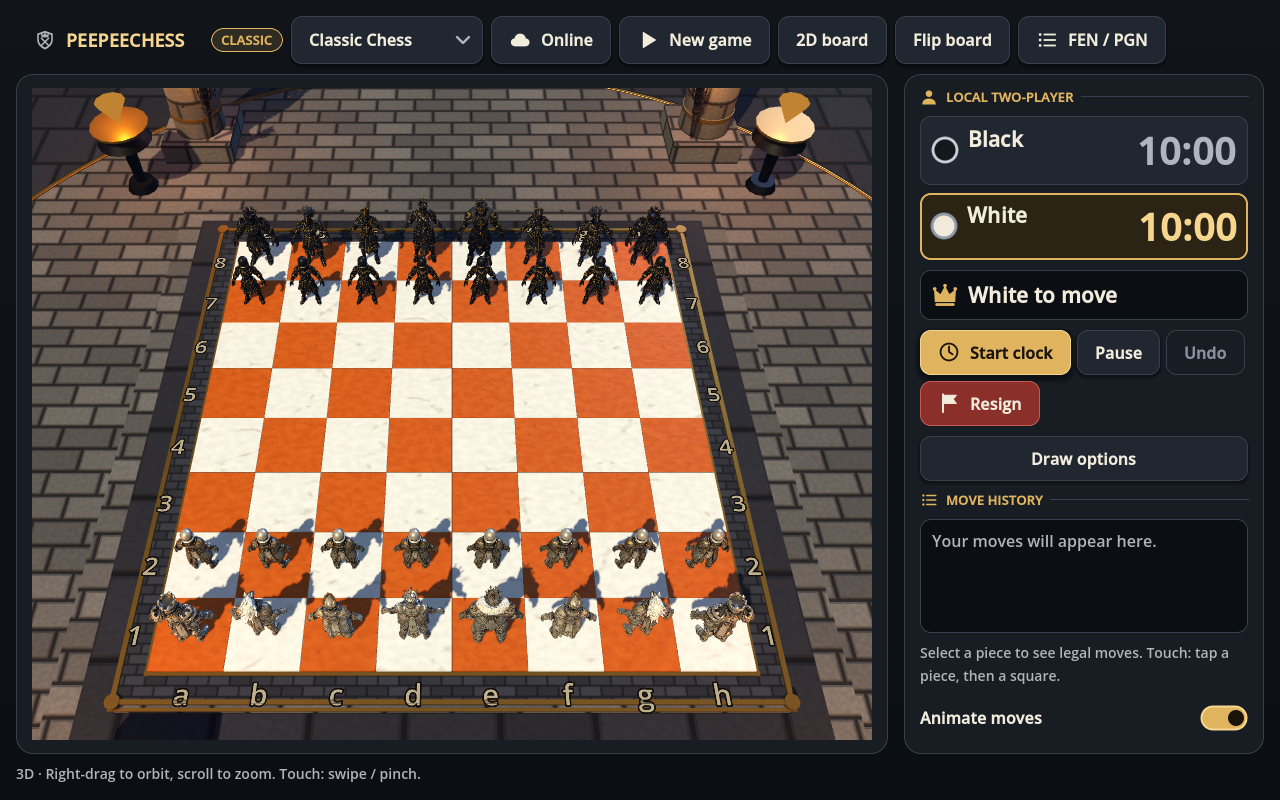 PEEPEECHESS
CLASSIC
Classic Chess
Online
New game
2D board
Flip board
FEN / PGN
8 8
7 7
6 6
5 5
4 4
3 3
2 2
1 1
a b c d e f g h
LOCAL TWO-PLAYER
Black 10:00
White 10:00
White to move
Start clock
Pause
Undo
Resign
Draw options
MOVE HISTORY
Your moves will appear here.
Select a piece to see legal moves. Touch: tap a
piece, then a square.
Animate moves
3D · Right-drag to orbit, scroll to zoom. Touch: swipe / pinch.